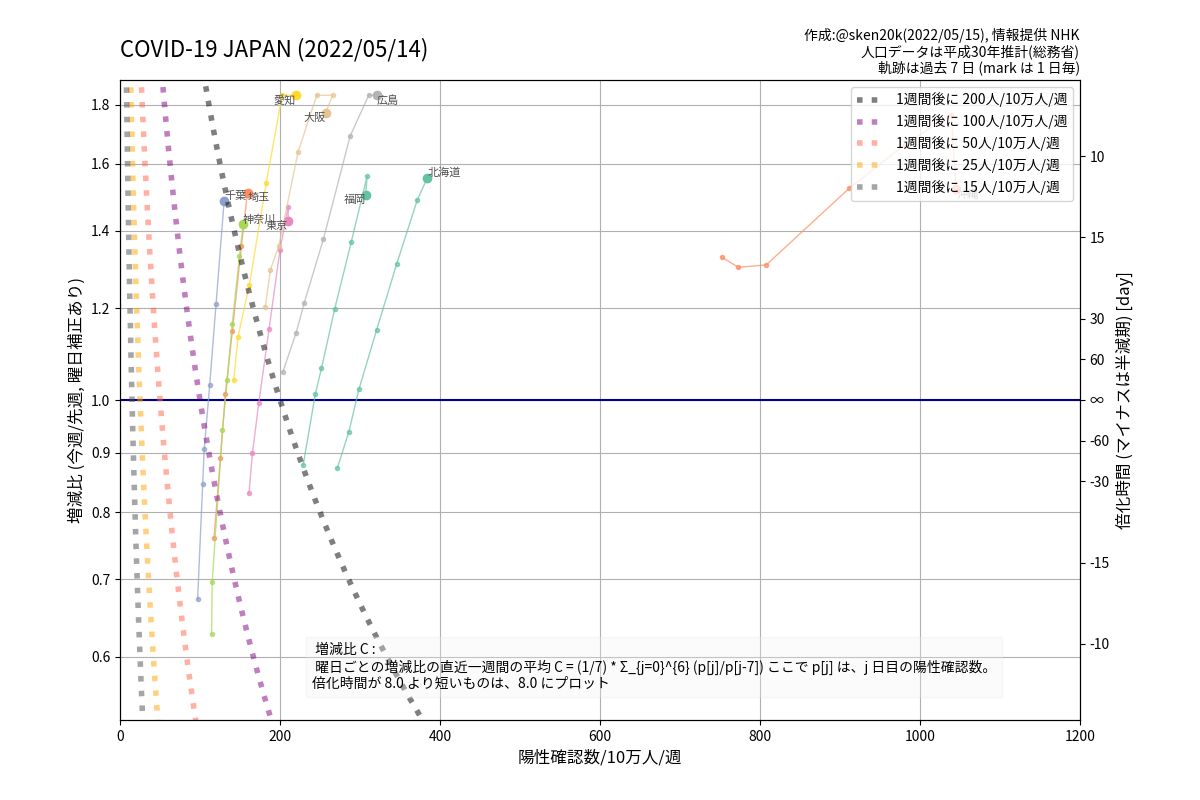 COVID-19 JAPAN (2022/05/14)
作成:@sken20k(2022/05/15), 情報提供 NHK
人口データは平成30年推計(総務省)
軌跡は過去 7 日 (mark は 1 日毎)
1週間後に 200人/10万人/週
1週間後に 100人/10万人/週
1週間後に 50人/10万人/週
1週間後に 25人/10万人/週
1週間後に 15人/10万人/週
愛知
広島
大阪
北海道
千葉
埼玉
福岡
神奈川
東京
沖縄
1.8
1.6
1.4
1.2
1.0
0.9
0.8
0.7
0.6
増減比 (今週/先週, 曜日補正あり)
10
15
30
60
∞
-60
-30
-15
-10
倍化時間 (マイナスは半減期) [day]
増減比 C :
曜日ごとの増減比の直近一週間の平均 C = (1/7) * Σ_{j=0}^{6} (p[j]/p[j-7]) ここで p[j] は、j 日目の陽性確認数。
倍化時間が 8.0 より短いものは、8.0 にプロット
0 200 400 600 800 1000 1200
陽性確認数/10万人/週